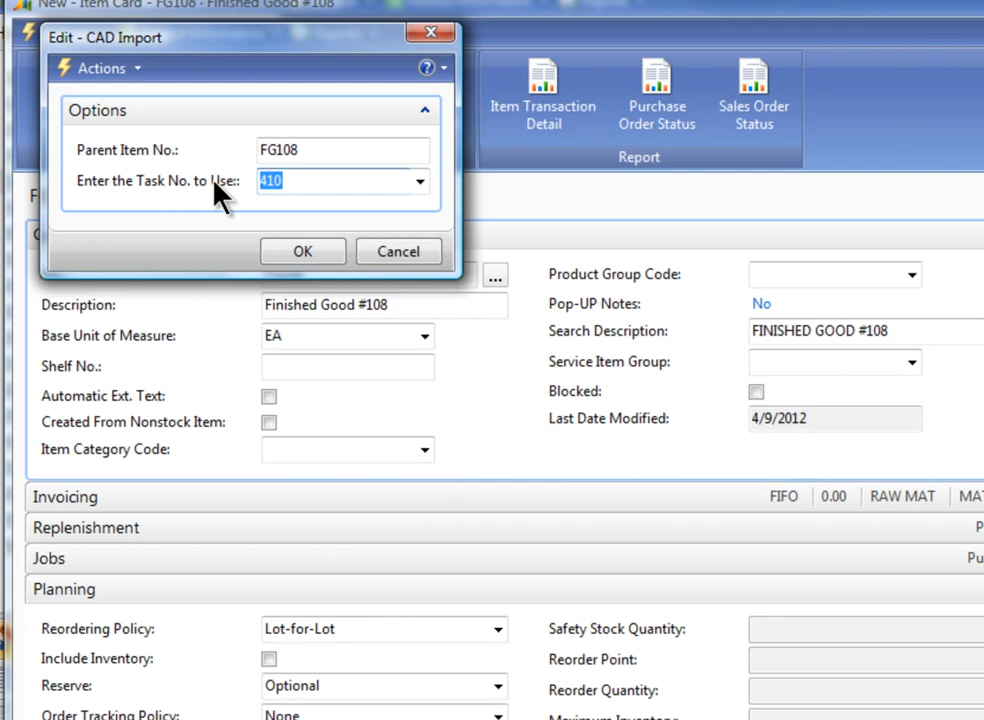 New - Item Card - FG108 · Finished Good #108
Edit - CAD Import
Actions
Options
Parent Item No.: FG108
Enter the Task No. to Use:: 410
OK Cancel
Item Transaction Detail
Purchase Order Status
Sales Order Status
Report
...
Description: Finished Good #108
Base Unit of Measure: EA
Shelf No.:
Automatic Ext. Text:
Created From Nonstock Item:
Item Category Code:
Product Group Code:
Pop-UP Notes: No
Search Description: FINISHED GOOD #108
Service Item Group:
Blocked:
Last Date Modified: 4/9/2012
Invoicing FIFO 0.00 RAW MAT MA
Replenishment P
Jobs Pu
Planning
Reordering Policy: Lot-for-Lot
Include Inventory:
Reserve: Optional
Order Tracking Policy: None
Safety Stock Quantity:
Reorder Point:
Reorder Quantity:
Maximum Inventory: